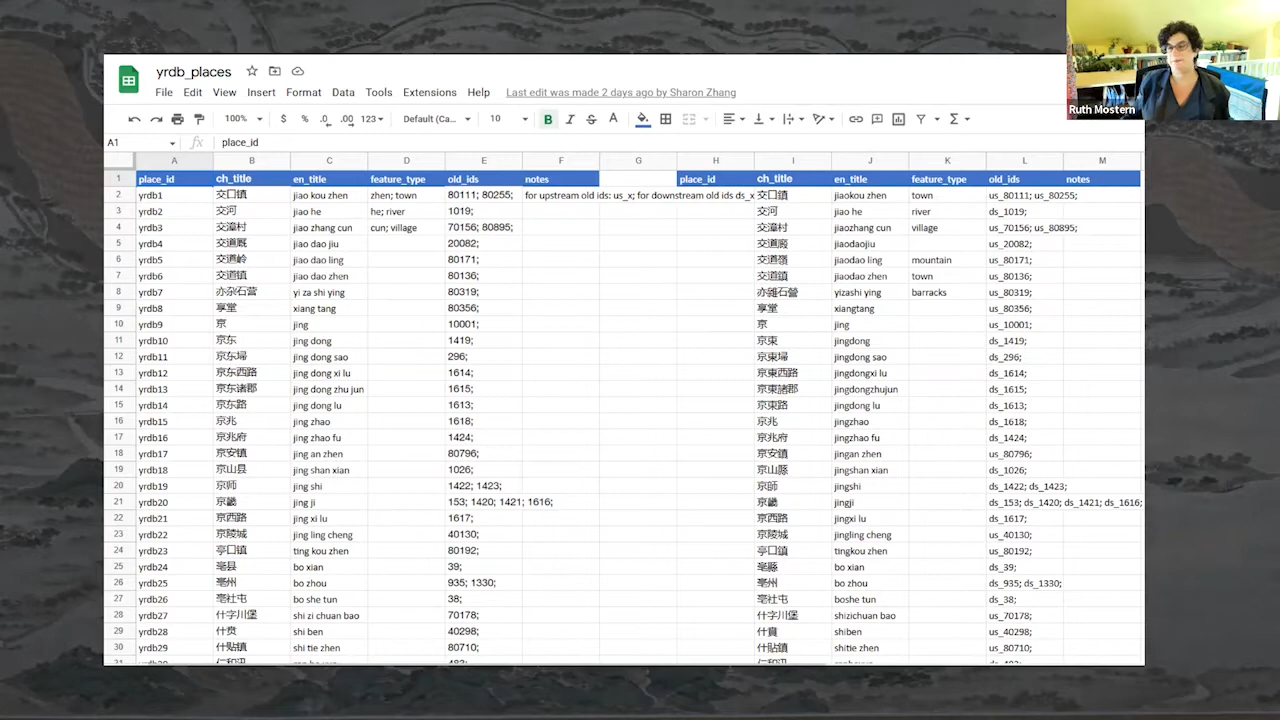 yrdb_places
File Edit View Insert Format Data Tools Extensions Help Last edit was made 2 days ago by Sharon Zhang
100% $ % .0 .00 123 Default (Ca... 10 B I S A
A1 fx place_id
A B C D E F G H I J K L M
1 place_id ch_title en_title feature_type old_ids notes place_id ch_title en_title feature_type old_ids notes
2 yrdb1 交口镇 jiao kou zhen zhen; town 80111; 80255; for upstream old ids: us_x; for downstream old ids ds_x 交口鎮 jiaokou zhen town us_80111; us_80255;
3 yrdb2 交河 jiao he he; river 1019; 交河 jiao he river ds_1019;
4 yrdb3 交漳村 jiao zhang cun cun; village 70156; 80895; 交漳村 jiaozhang cun village us_70156; us_80895;
5 yrdb4 交道厩 jiao dao jiu 20082; 交道廄 jiaodaojiu us_20082;
6 yrdb5 交道岭 jiao dao ling 80171; 交道嶺 jiaodao ling mountain us_80171;
7 yrdb6 交道镇 jiao dao zhen 80136; 交道鎮 jiaodao zhen town us_80136;
8 yrdb7 亦杂石营 yi za shi ying 80319; 亦雜石營 yizashi ying barracks us_80319;
9 yrdb8 享堂 xiang tang 80356; 享堂 xiangtang us_80356;
10 yrdb9 京 jing 10001; 京 jing us_10001;
11 yrdb10 京东 jing dong 1419; 京東 jingdong ds_1419;
12 yrdb11 京东埽 jing dong sao 296; 京東埽 jingdong sao ds_296;
13 yrdb12 京东西路 jing dong xi lu 1614; 京東西路 jingdongxi lu ds_1614;
14 yrdb13 京东诸郡 jing dong zhu jun 1615; 京東諸郡 jingdongzhujun ds_1615;
15 yrdb14 京东路 jing dong lu 1613; 京東路 jingdong lu ds_1613;
16 yrdb15 京兆 jing zhao 1618; 京兆 jingzhao ds_1618;
17 yrdb16 京兆府 jing zhao fu 1424; 京兆府 jingzhao fu ds_1424;
18 yrdb17 京安镇 jing an zhen 80796; 京安鎮 jingan zhen us_80796;
19 yrdb18 京山县 jing shan xian 1026; 京山縣 jingshan xian ds_1026;
20 yrdb19 京师 jing shi 1422; 1423; 京師 jingshi ds_1422; ds_1423;
21 yrdb20 京畿 jing ji 153; 1420; 1421; 1616; 京畿 jingji ds_153; ds_1420; ds_1421; ds_1616;
22 yrdb21 京西路 jing xi lu 1617; 京西路 jingxi lu ds_1617;
23 yrdb22 京陵城 jing ling cheng 40130; 京陵城 jingling cheng us_40130;
24 yrdb23 亭口镇 ting kou zhen 80192; 亭口鎮 tingkou zhen us_80192;
25 yrdb24 亳县 bo xian 39; 亳縣 bo xian ds_39;
26 yrdb25 亳州 bo zhou 935; 1330; 亳州 bo zhou ds_935; ds_1330;
27 yrdb26 亳社屯 bo she tun 38; 亳社屯 boshe tun ds_38;
28 yrdb27 什字川堡 shi zi chuan bao 70178; 什字川堡 shizichuan bao us_70178;
29 yrdb28 什贲 shi ben 40298; 什賁 shiben us_40298;
30 yrdb29 什贴镇 shi tie zhen 80710; 什貼鎮 shitie zhen us_80710;
Ruth Mostern